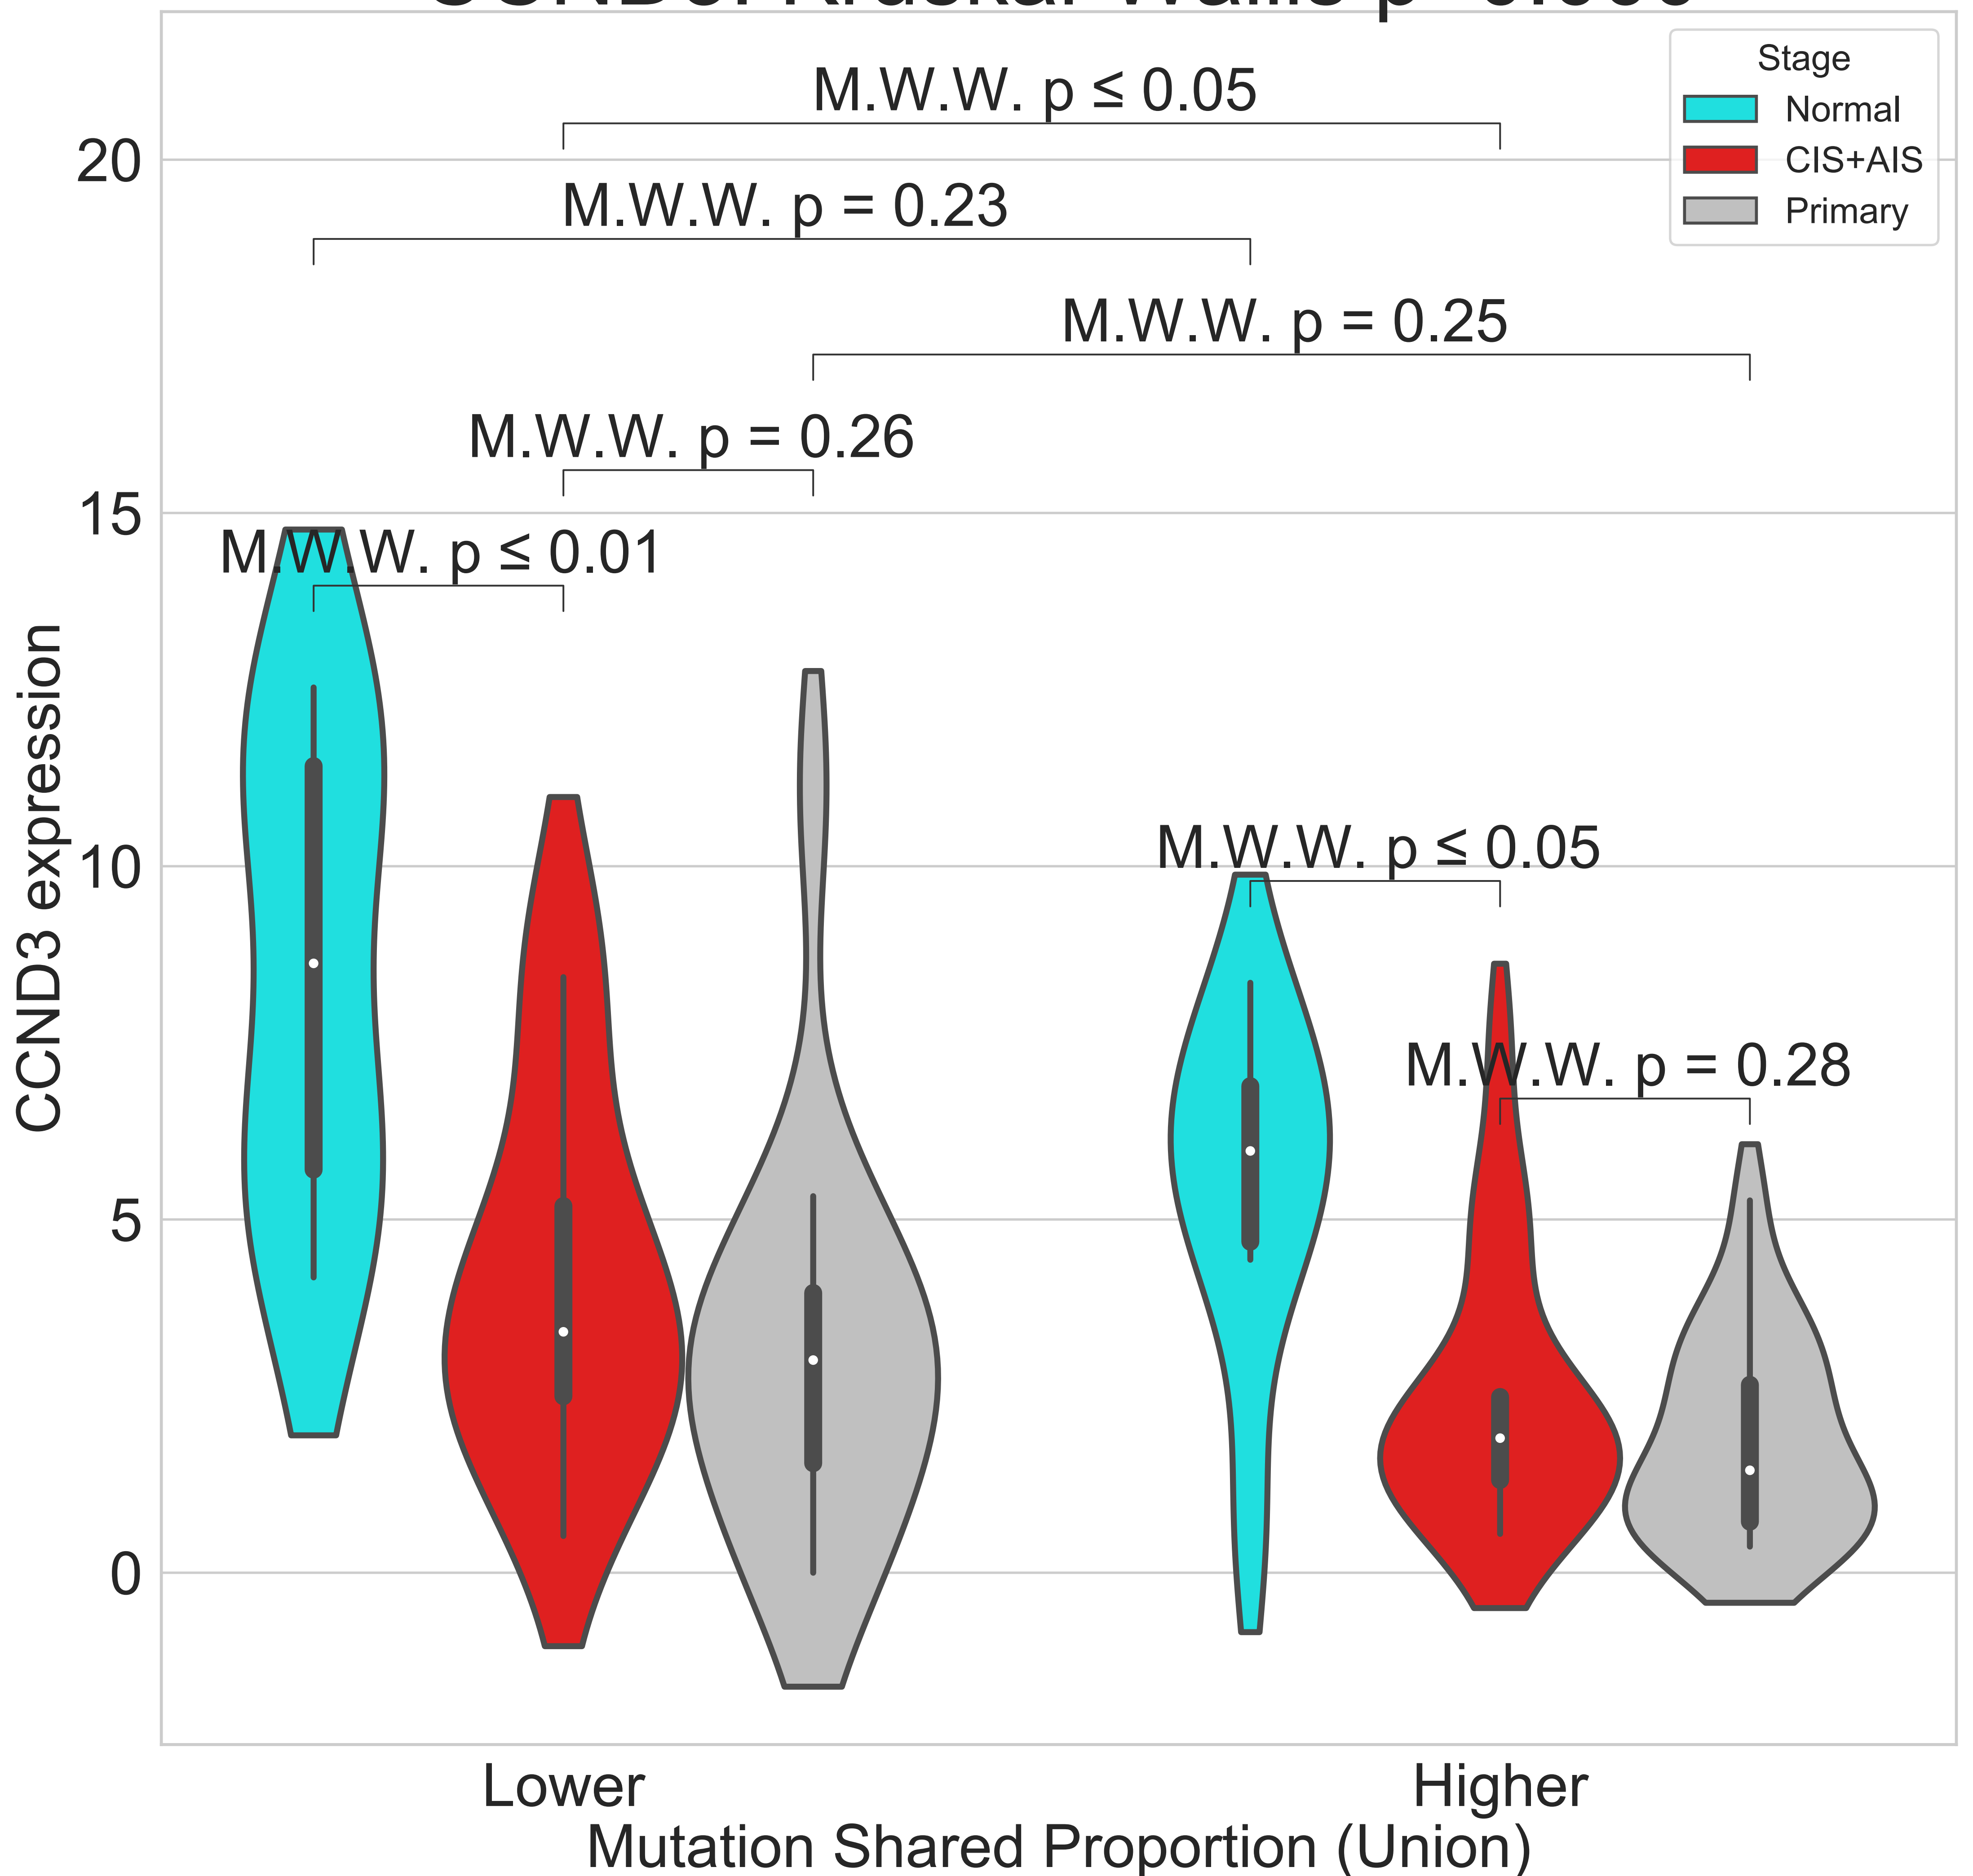 Stage
Normal
CIS+AIS
Primary
M.W.W. p ≤ 0.05
M.W.W. p = 0.23
M.W.W. p = 0.25
M.W.W. p = 0.26
M.W.W. p ≤ 0.01
M.W.W. p ≤ 0.05
M.W.W. p = 0.28
20
15
10
5
0
CCND3 expression
Lower
Higher
Mutation Shared Proportion (Union)